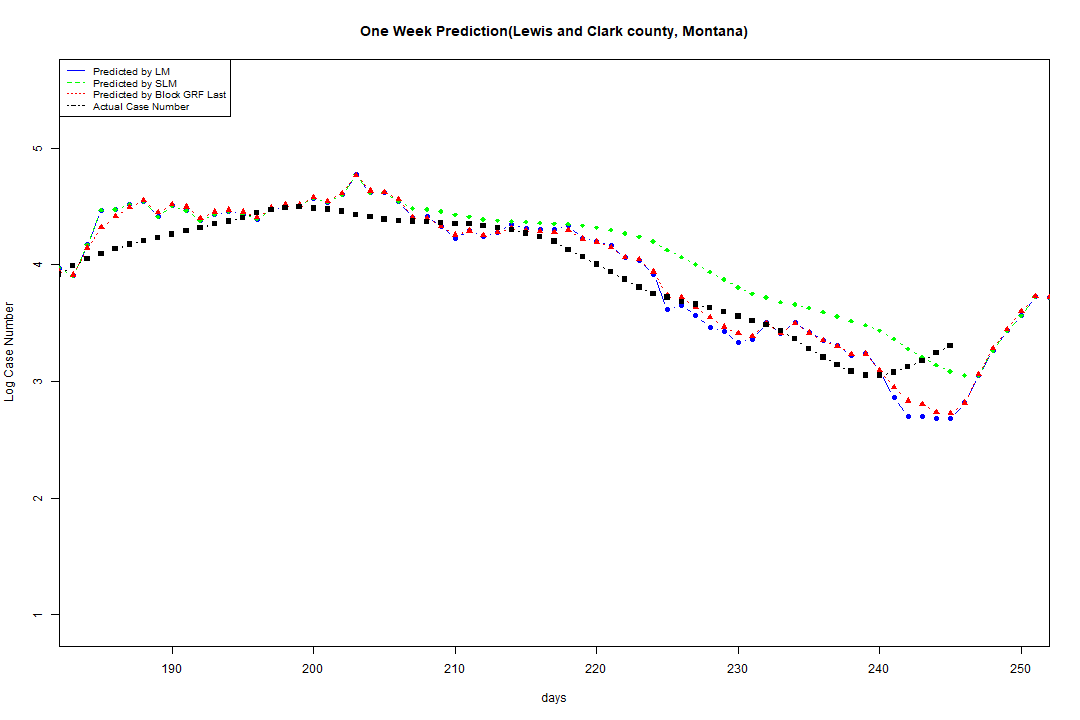 One Week Prediction(Lewis and Clark county, Montana)
Predicted by LM
Predicted by SLM
Predicted by Block GRF Last
Actual Case Number
5
4
3
2
1
Log Case Number
190 200 210 220 230 240 250
days